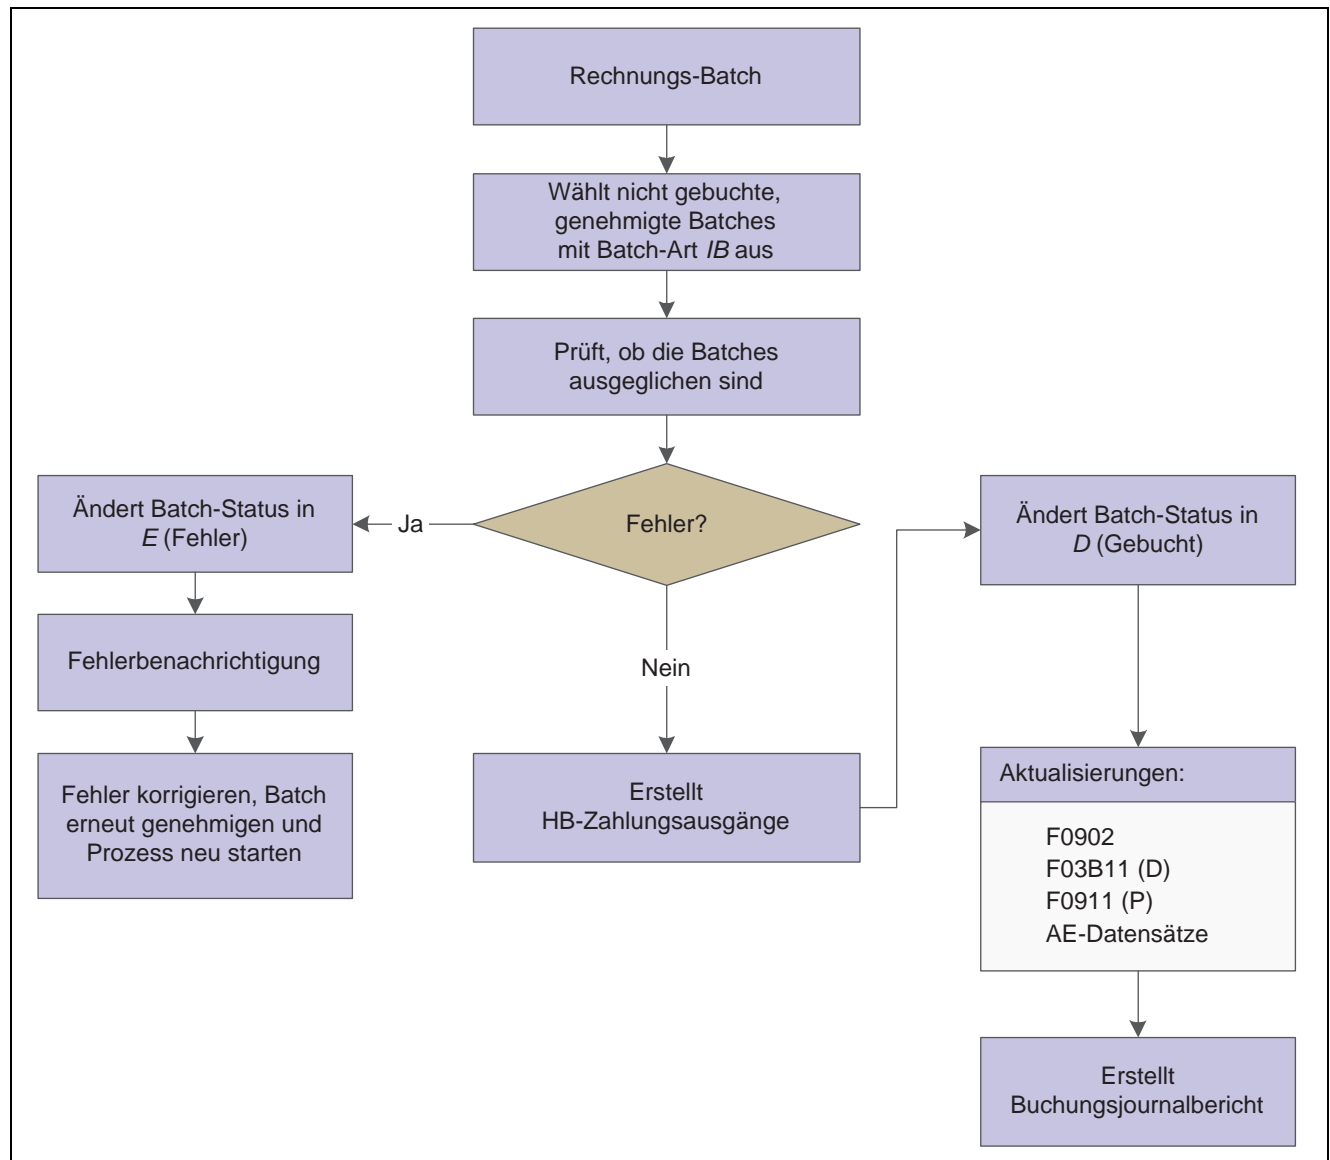 Rechnungs-Batch
Wählt nicht gebuchte,
genehmigte Batches
mit Batch-Art IB aus
Prüft, ob die Batches
ausgeglichen sind
Fehler?
Ja
Ändert Batch-Status in
E (Fehler)
Fehlerbenachrichtigung
Fehler korrigieren, Batch
erneut genehmigen und
Prozess neu starten
Nein
Erstellt
HB-Zahlungsausgänge
Ändert Batch-Status in
D (Gebucht)
Aktualisierungen:
F0902
F03B11 (D)
F0911 (P)
AE-Datensätze
Erstellt
Buchungsjournalbericht